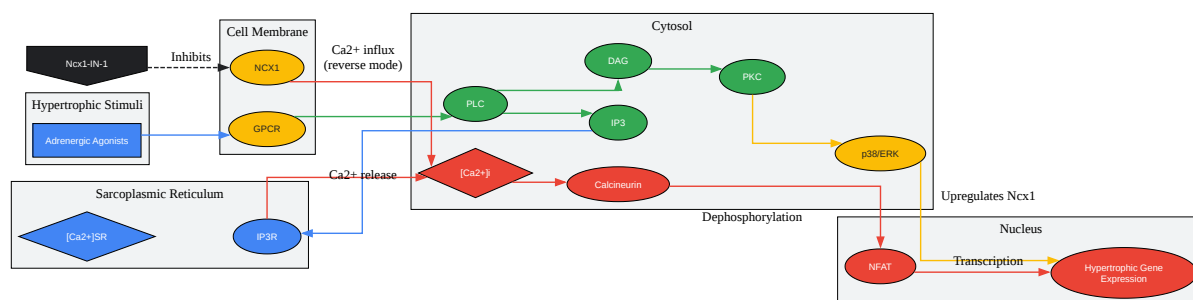 Cell Membrane
Cytosol
Ncx1-IN-1
Inhibits
NCX1
Ca2+ influx
(reverse mode)
DAG
PKC
Hypertrophic Stimuli
Adrenergic Agonists
GPCR
PLC
IP3
p38/ERK
Sarcoplasmic Reticulum
Ca2+ release
[Ca2+]i
Calcineurin
Upregulates Ncx1
Dephosphorylation
[Ca2+]SR
IP3R
Nucleus
NFAT
Transcription
Hypertrophic Gene
Expression